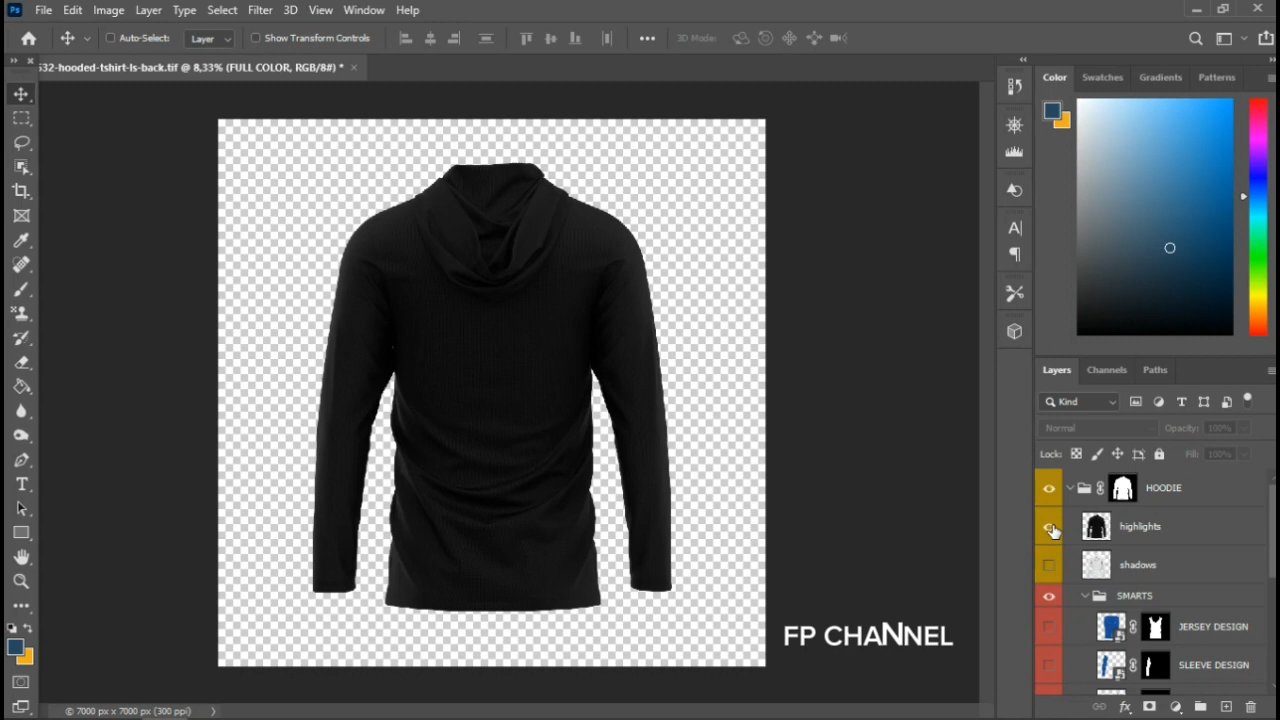 Ps File Edit Image Layer Type Select Filter 3D View Window Help
Auto-Select: Layer Show Transform Controls 3D Mode:
532-hooded-tshirt-ls-back.tif @ 8,33% (FULL COLOR, RGB/8#) *
Color Swatches Gradients Patterns
Layers Channels Paths
Kind
Normal Opacity: 100%
Lock: Fill: 100%
HOODIE
highlights
shadows
SMARTS
JERSEY DESIGN
SLEEVE DESIGN
FP CHANNEL
© 7000 px x 7000 px (300 ppi)